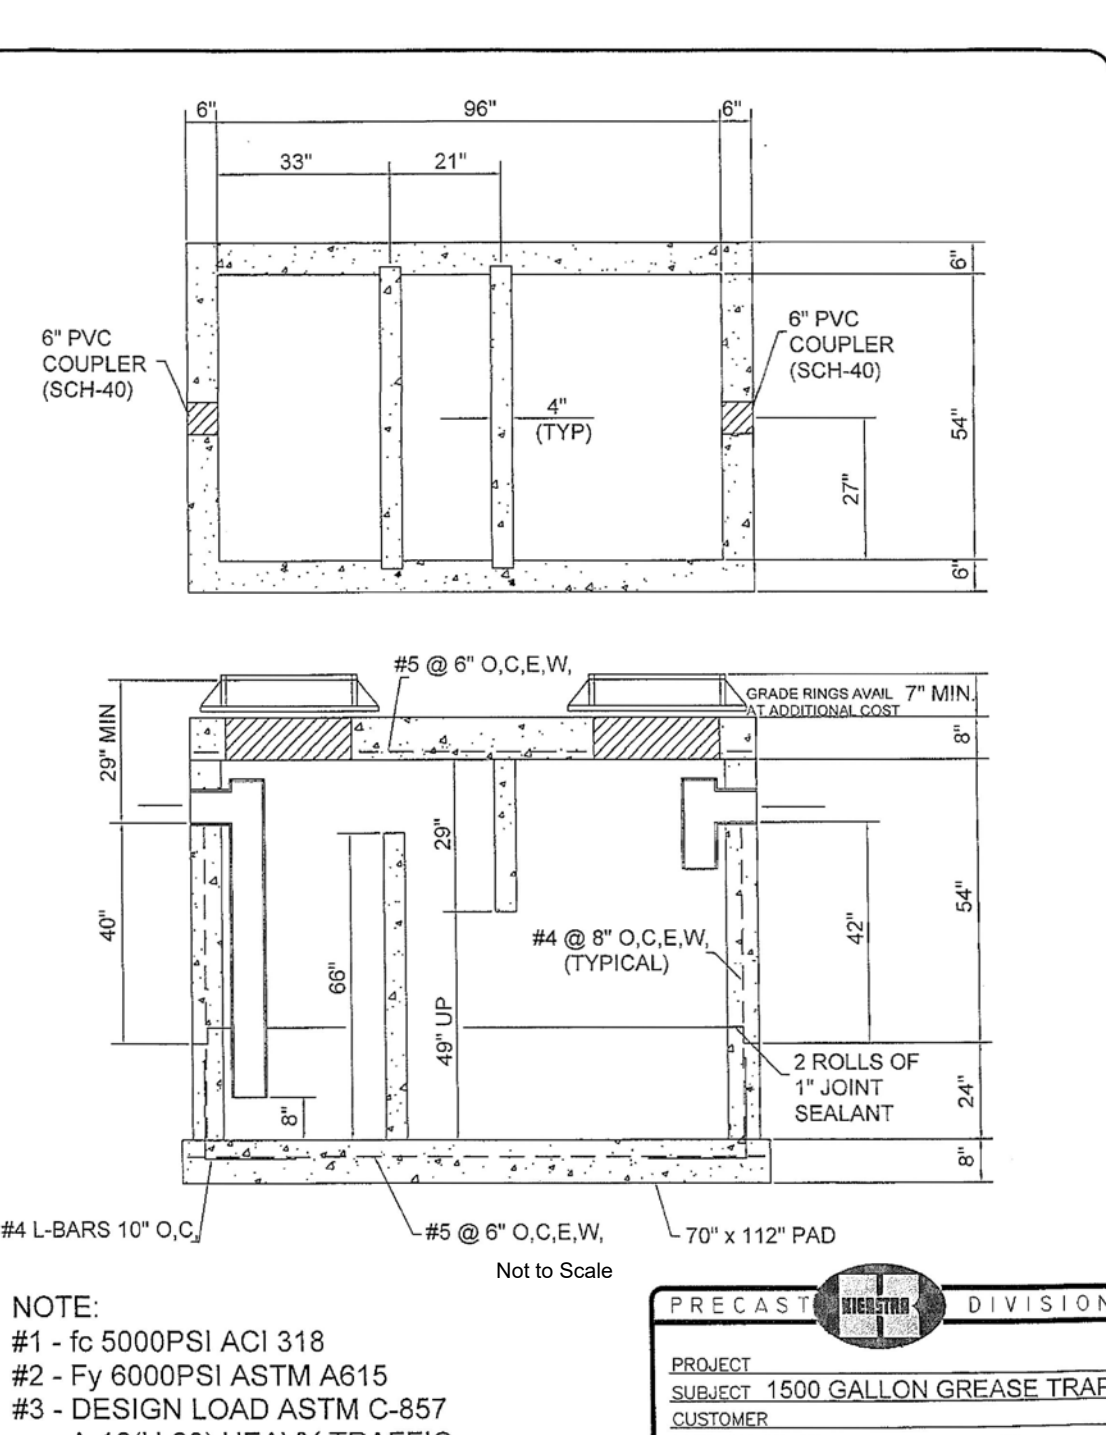 6" 96" 6"
33" 21"
6"
6" PVC
COUPLER
(SCH-40)
6" PVC
COUPLER
(SCH-40)
4"
(TYP)
54"
27"
6"
#5 @ 6" O,C,E,W,
GRADE RINGS AVAIL 7" MIN.
AT ADDITIONAL COST
29" MIN
8"
29"
40"
66"
#4 @ 8" O,C,E,W,
(TYPICAL)
42"
54"
49" UP
2 ROLLS OF
1" JOINT
SEALANT
24"
8"
8"
#4 L-BARS 10" O,C,
#5 @ 6" O,C,E,W,
70" x 112" PAD
Not to Scale
NOTE:
#1 - fc 5000PSI ACI 318
#2 - Fy 6000PSI ASTM A615
#3 - DESIGN LOAD ASTM C-857
PRECAST DIVISION
PROJECT
SUBJECT 1500 GALLON GREASE TRAP
CUSTOMER